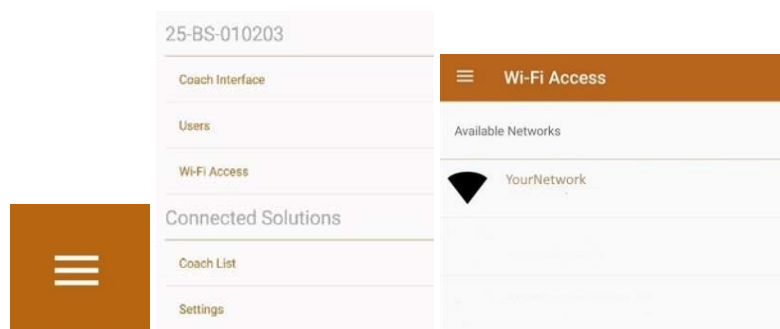 25-BS-010203
Coach Interface
Users
Wi-Fi Access
Connected Solutions
Coach List
Settings
Wi-Fi Access
Available Networks
YourNetwork